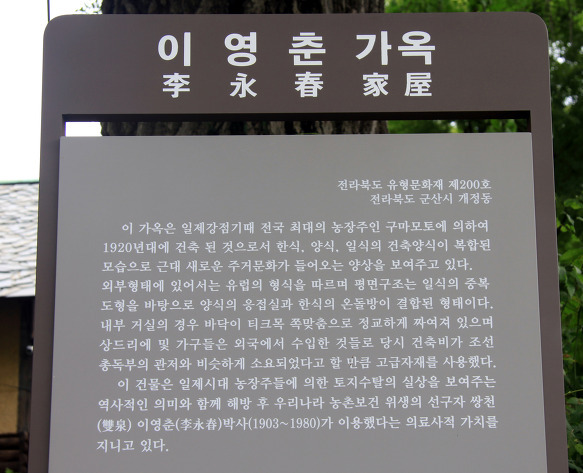 이 영 춘 가옥
李 永 春 家屋
전라북도 유형문화재 제200호
전라북도 군산시 개정동
이 가옥은 일제강점기때 전국 최대의 농장주인 구마모토에 의하여
1920년대에 건축 된 것으로서 한식, 양식, 일식의 건축양식이 복합된
모습으로 근대 새로운 주거문화가 들어오는 양상을 보여주고 있다.
외부형태에 있어서는 유럽의 형식을 따르며 평면구조는 일식의 중복
도형을 바탕으로 양식의 응접실과 한식의 온돌방이 결합된 형태이다.
내부 거실의 경우 바닥이 티크목 쪽맞춤으로 정교하게 짜여져 있으며
샹드리에 및 가구들은 외국에서 수입한 것들로 당시 건축비가 조선
총독부의 관저와 비슷하게 소요되었다고 할 만큼 고급자재를 사용했다.
이 건물은 일제시대 농장주들에 의한 토지수탈의 실상을 보여주는
역사적인 의미와 함께 해방 후 우리나라 농촌보건 위생의 선구자 쌍천
(雙泉) 이영춘(李永春)박사(1903~1980)가 이용했다는 의료사적 가치를
지니고 있다.